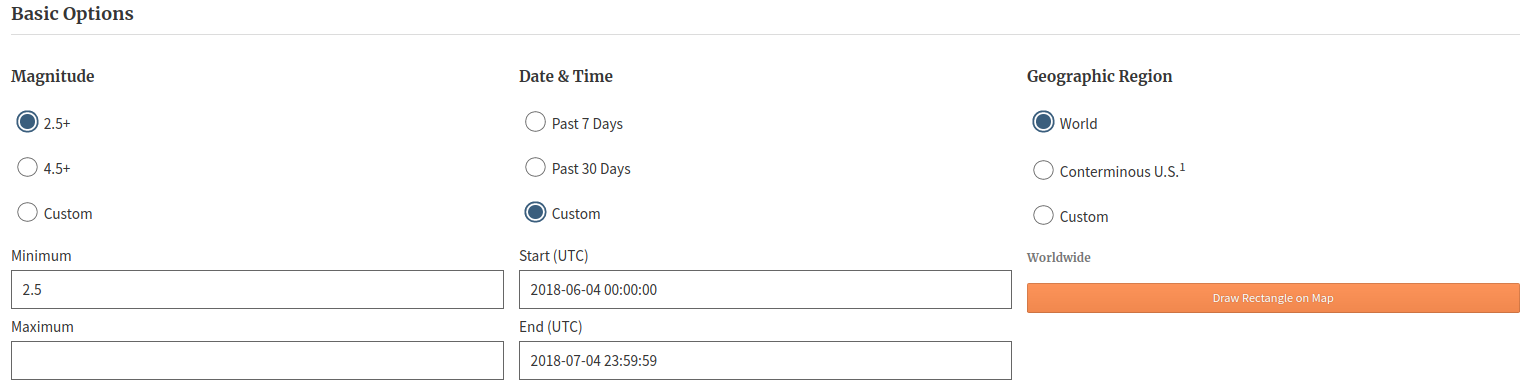 Basic Options
Magnitude
2.5+
4.5+
Custom
Minimum
2.5
Maximum
Date & Time
Past 7 Days
Past 30 Days
Custom
Start (UTC)
2018-06-04 00:00:00
End (UTC)
2018-07-04 23:59:59
Geographic Region
World
Conterminous U.S.1
Custom
Worldwide
Draw Rectangle on Map